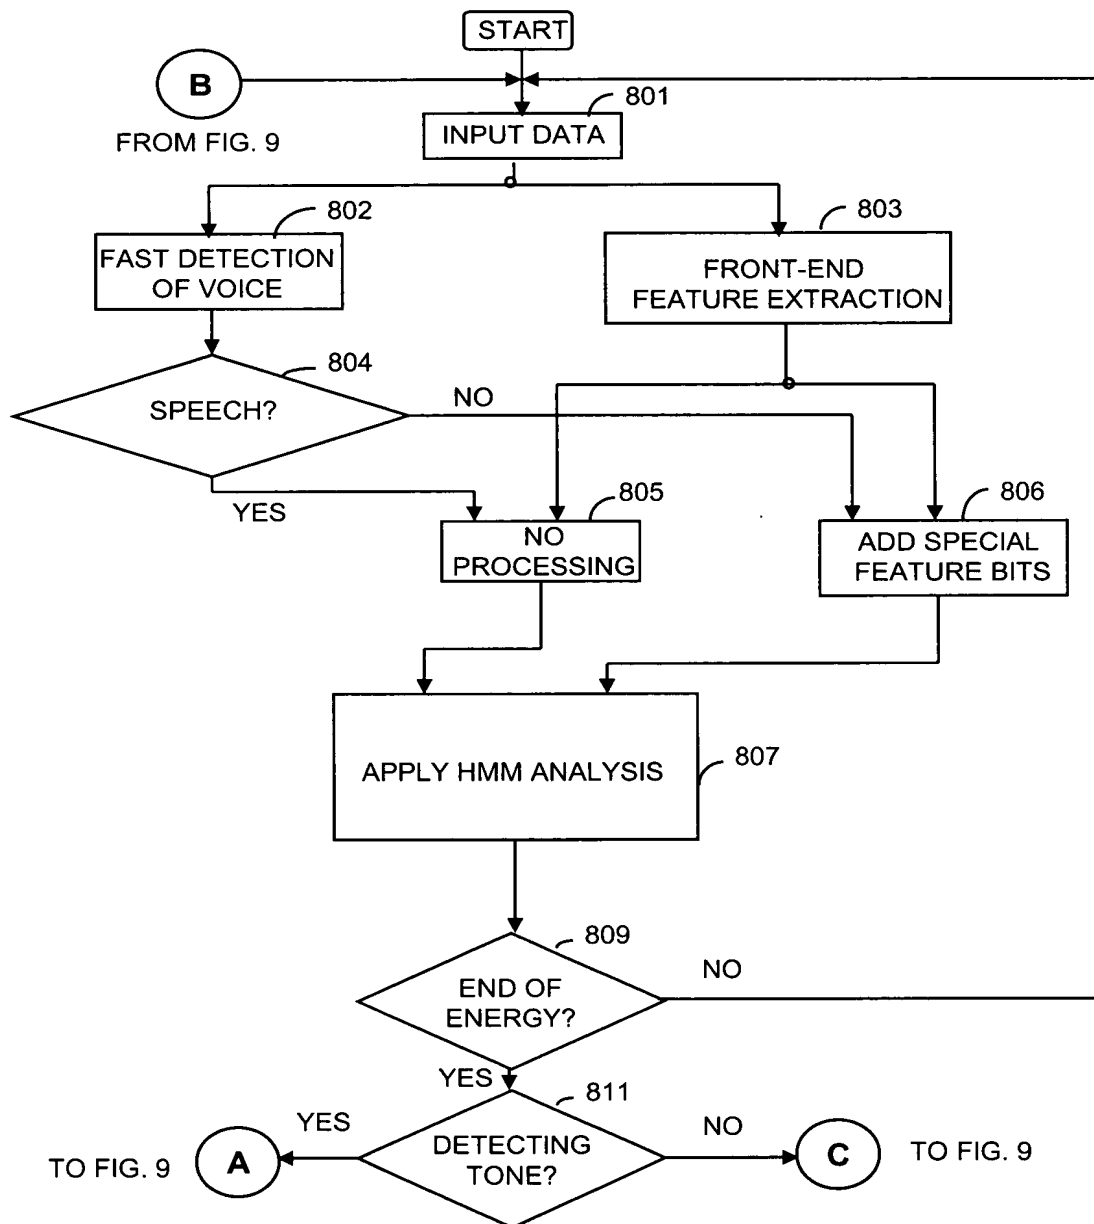 START
B
FROM FIG. 9
801
INPUT DATA
802
FAST DETECTION
OF VOICE
803
FRONT-END
FEATURE EXTRACTION
804
SPEECH?
NO
YES
805
NO
PROCESSING
806
ADD SPECIAL
FEATURE BITS
APPLY HMM ANALYSIS
807
809
END OF
ENERGY?
NO
YES
811
DETECTING
TONE?
YES
NO
TO FIG. 9
A
C
TO FIG. 9